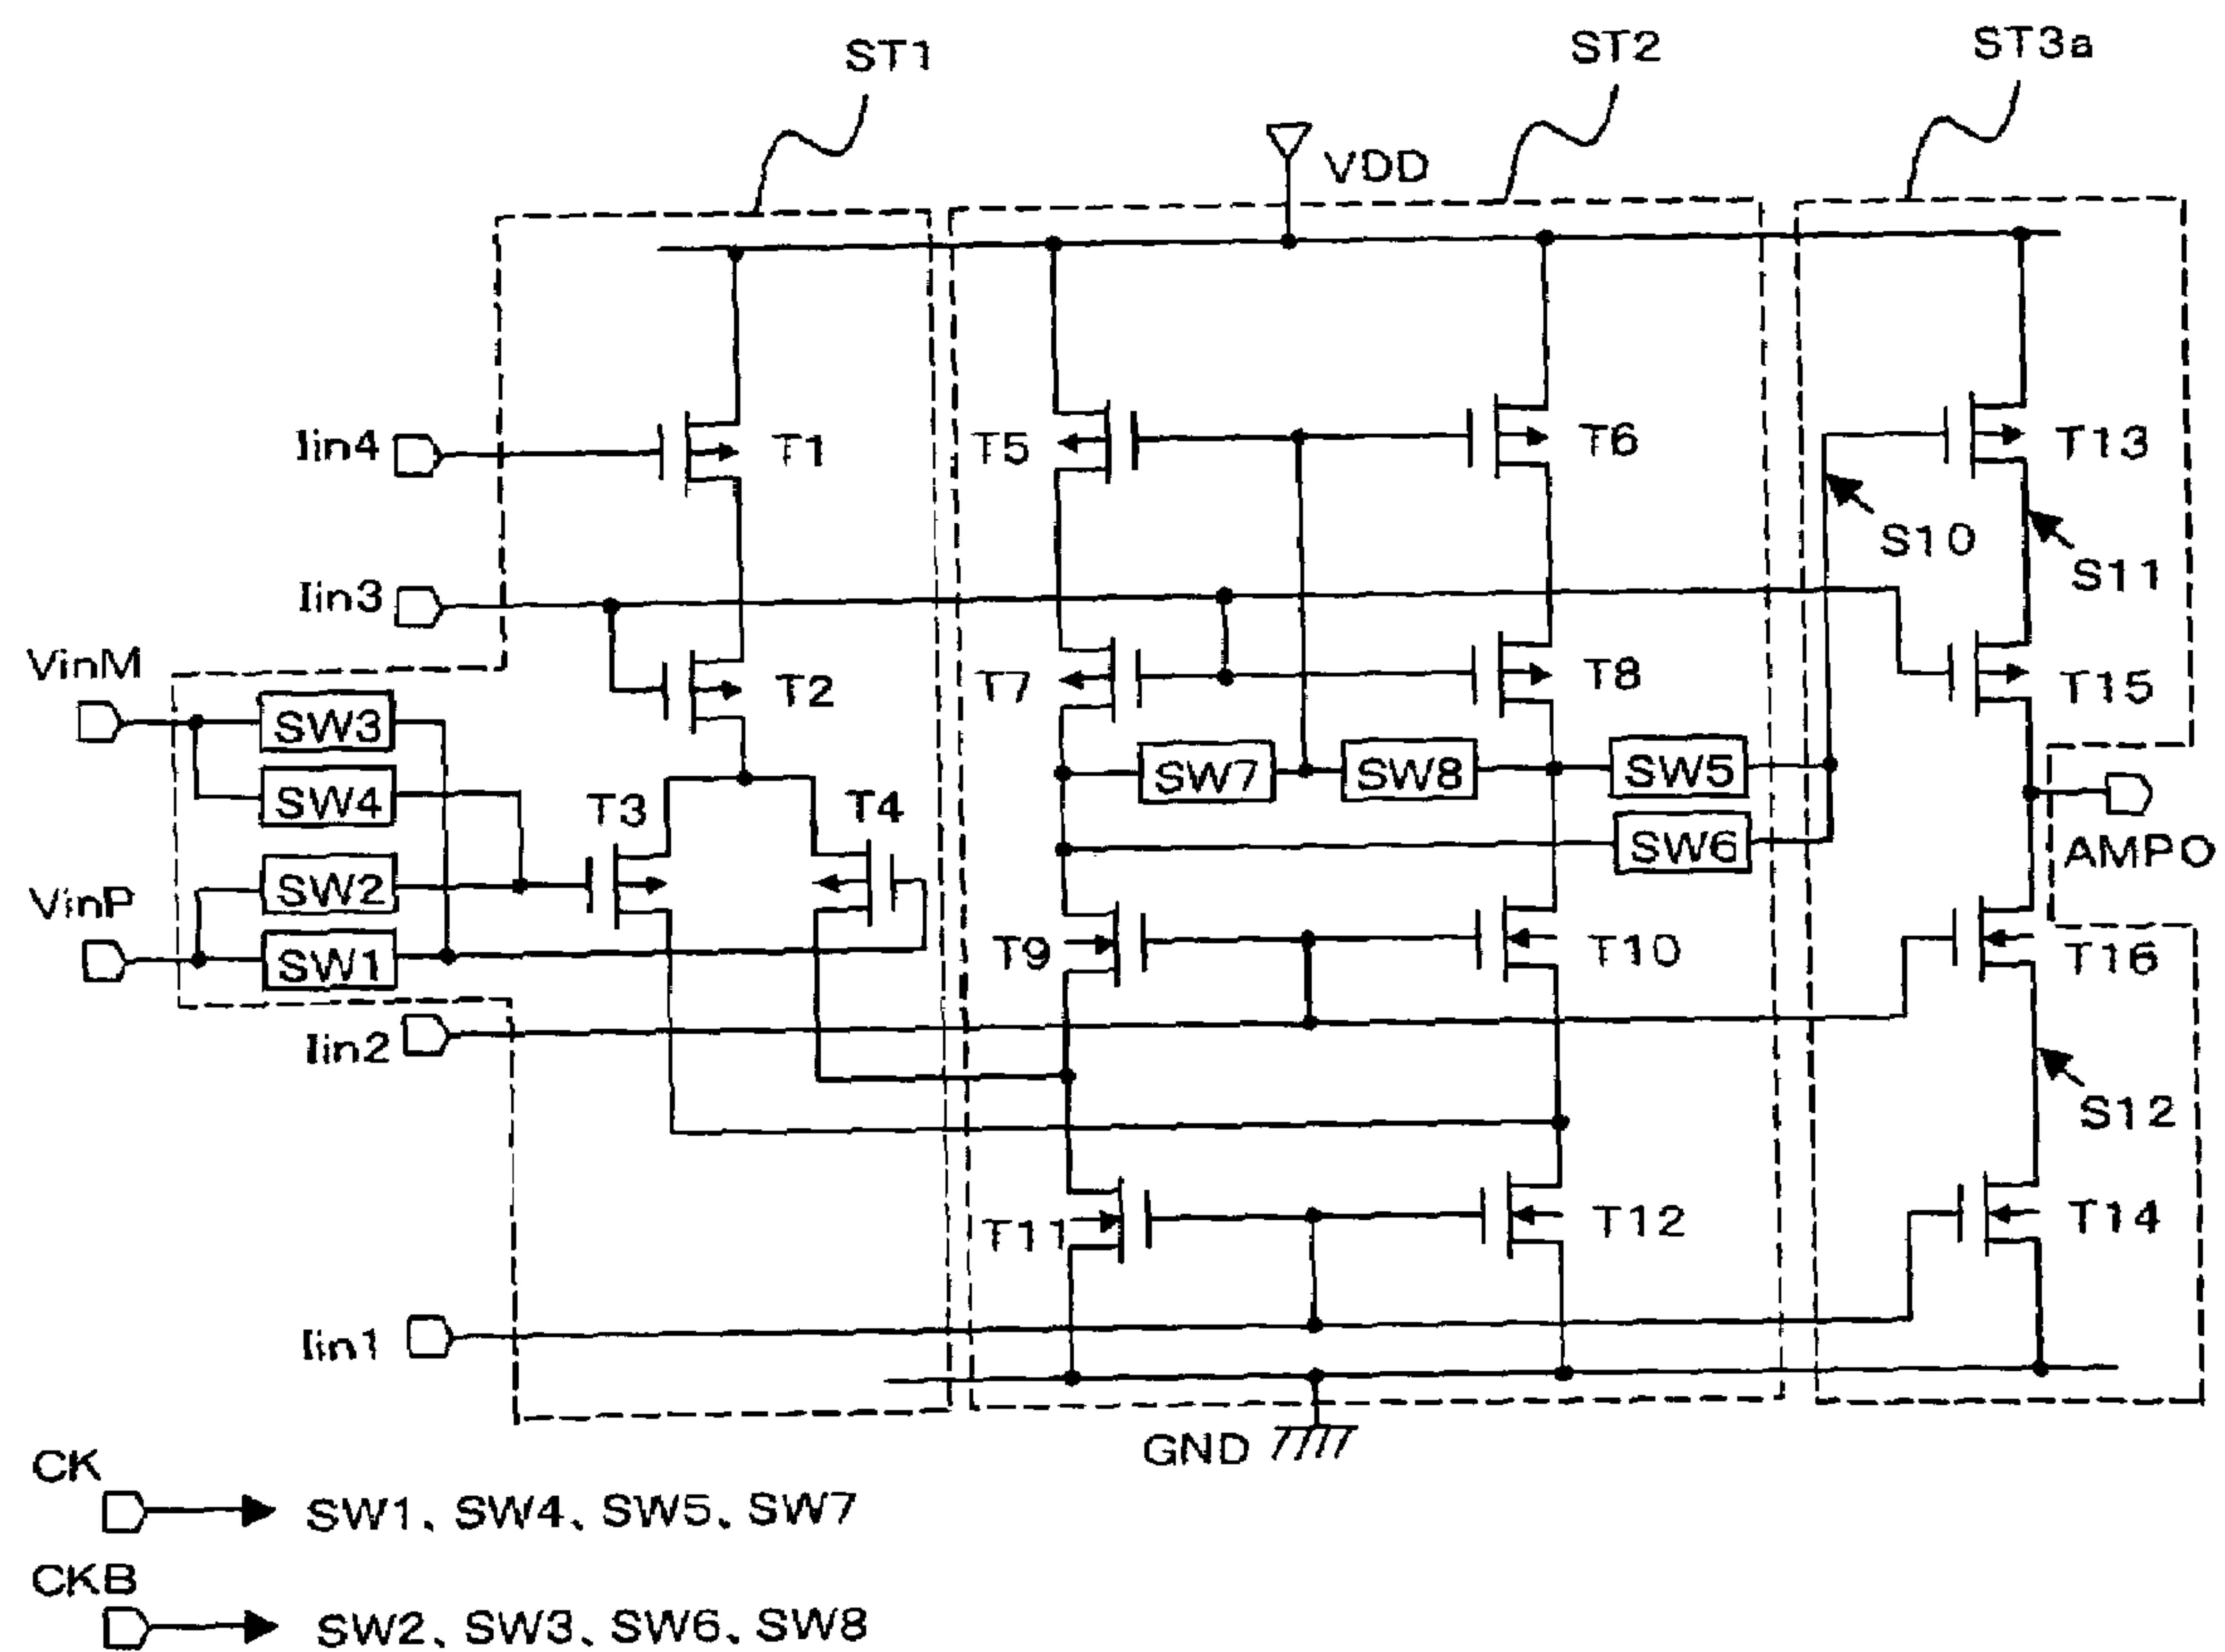 ST1
ST2
ST3a
VDD
Iin4
T1
T5
T6
T13
S10
S11
Iin3
VinM
T2
T7
T8
T15
SW3
SW4
T3
T4
SW7
SW8
SW5
SW6
AMPO
VinP
SW2
SW1
T9
T10
T16
Iin2
S12
T11
T12
T14
Iin1
GND
CK
SW1、SW4、SW5、SW7
CKB
SW2、SW3、SW6、SW8